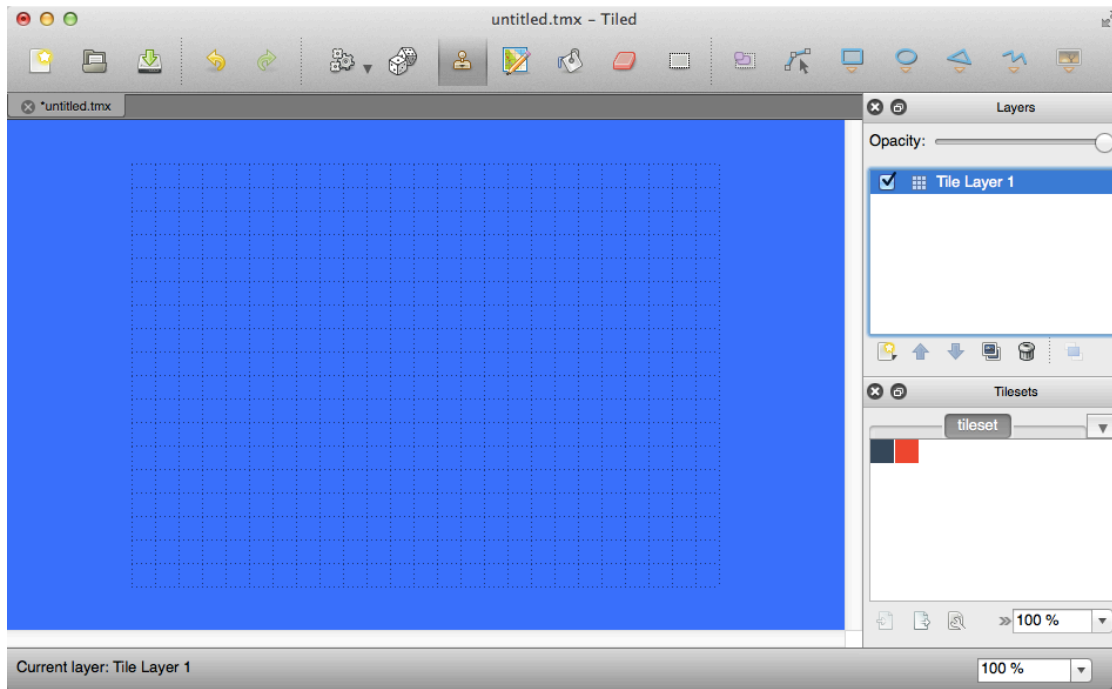 untitled.tmx – Tiled
*untitled.tmx
Layers
Opacity:
Tile Layer 1
Tilesets
tileset
100 %
Current layer: Tile Layer 1
100 %